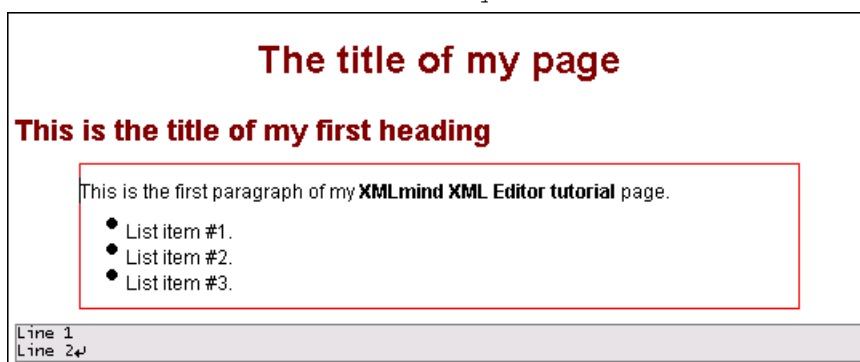 The title of my page
This is the title of my first heading
This is the first paragraph of my XMLmind XML Editor tutorial page.
• List item #1.
• List item #2.
• List item #3.
Line 1
Line 2↵